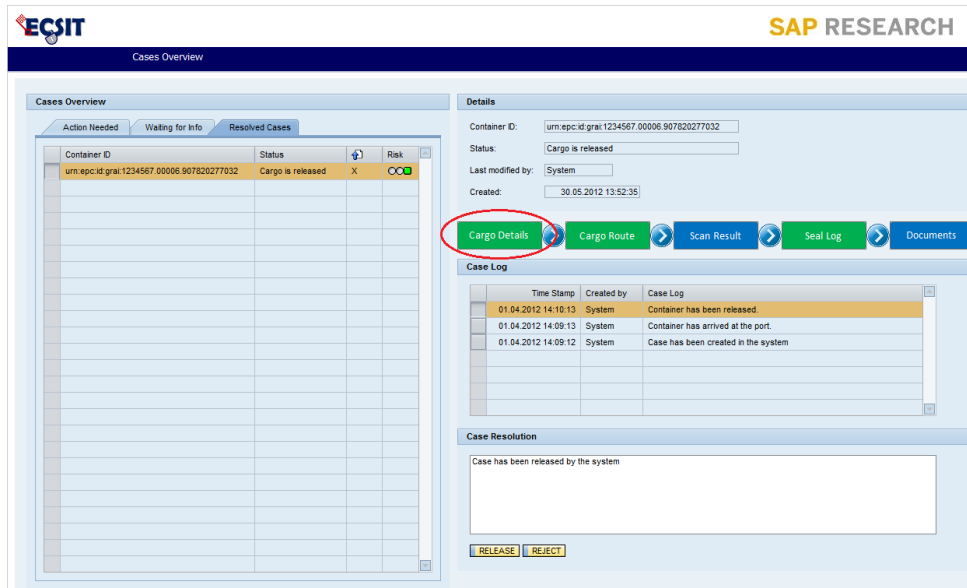 ECSIT
SAP RESEARCH
Cases Overview
Cases Overview
Action Needed
Waiting for Info
Resolved Cases
Container ID Status Risk
urn:epc:id:grai:1234567.00006.907820277032 Cargo is released X
Details
Container ID: urn:epc:id:grai:1234567.00006.907820277032
Status: Cargo is released
Last modified by: System
Created: 30.05.2012 13:52:35
Cargo Details
Cargo Route
Scan Result
Seal Log
Documents
Case Log
Time Stamp Created by Case Log
01.04.2012 14:10:13 System Container has been released.
01.04.2012 14:09:13 System Container has arrived at the port.
01.04.2012 14:09:12 System Case has been created in the system
Case Resolution
Case has been released by the system
RELEASE
REJECT